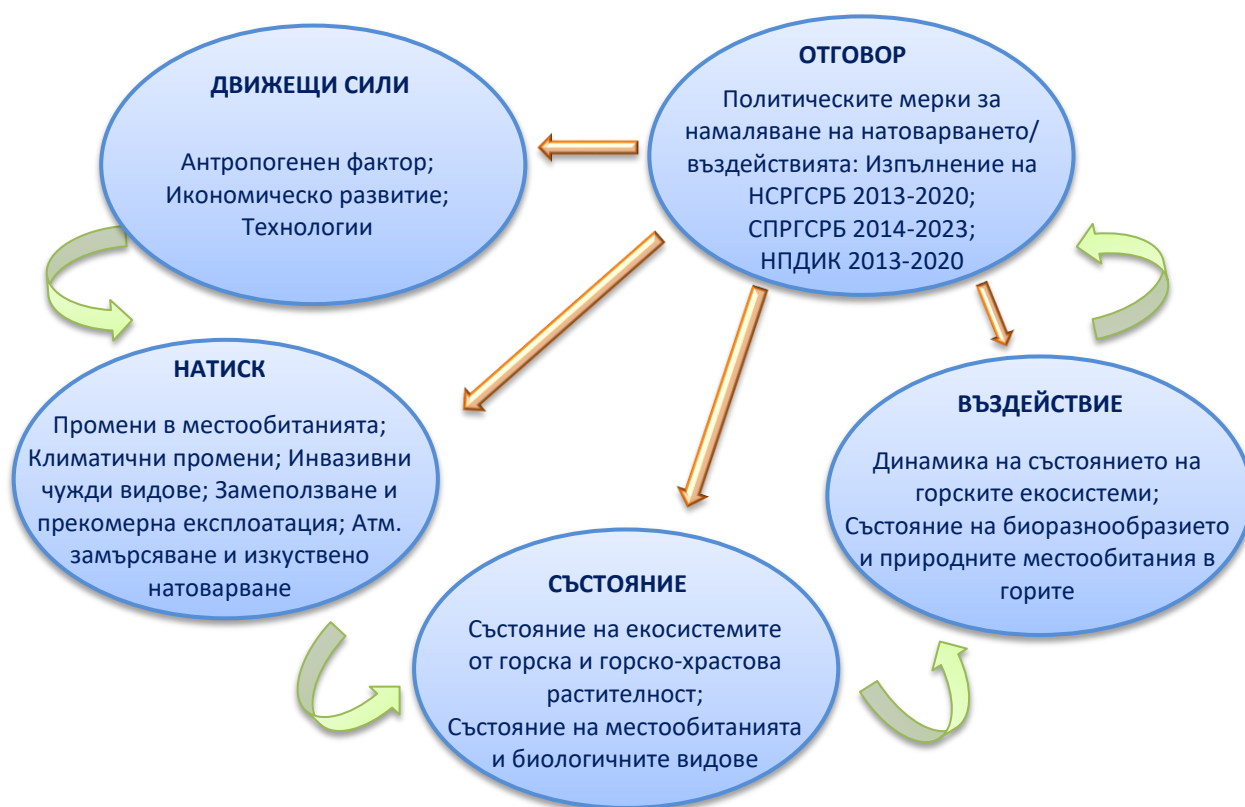 ДВИЖЕЩИ СИЛИ
Антропогенен фактор;
Икономическо развитие;
Технологии
ОТГОВОР
Политическите мерки за
намаляване на натоварването/
въздействията: Изпълнение на
НСРГСРБ 2013-2020;
СПРГСРБ 2014-2023;
НПДИК 2013-2020
НАТИСК
Промени в местообитанията;
Климатични промени; Инвазивни
чужди видове; Замеползване и
прекомерна експлоатация; Атм.
замърсяване и изкуствено
натоварване
ВЪЗДЕЙСТВИЕ
Динамика на състоянието на
горските екосистеми;
Състояние на биоразнообразието
и природните местообитания в
горите
СЪСТОЯНИЕ
Състояние на екосистемите
от горска и горско-храстова
растителност;
Състояние на местообитанията
и биологичните видове